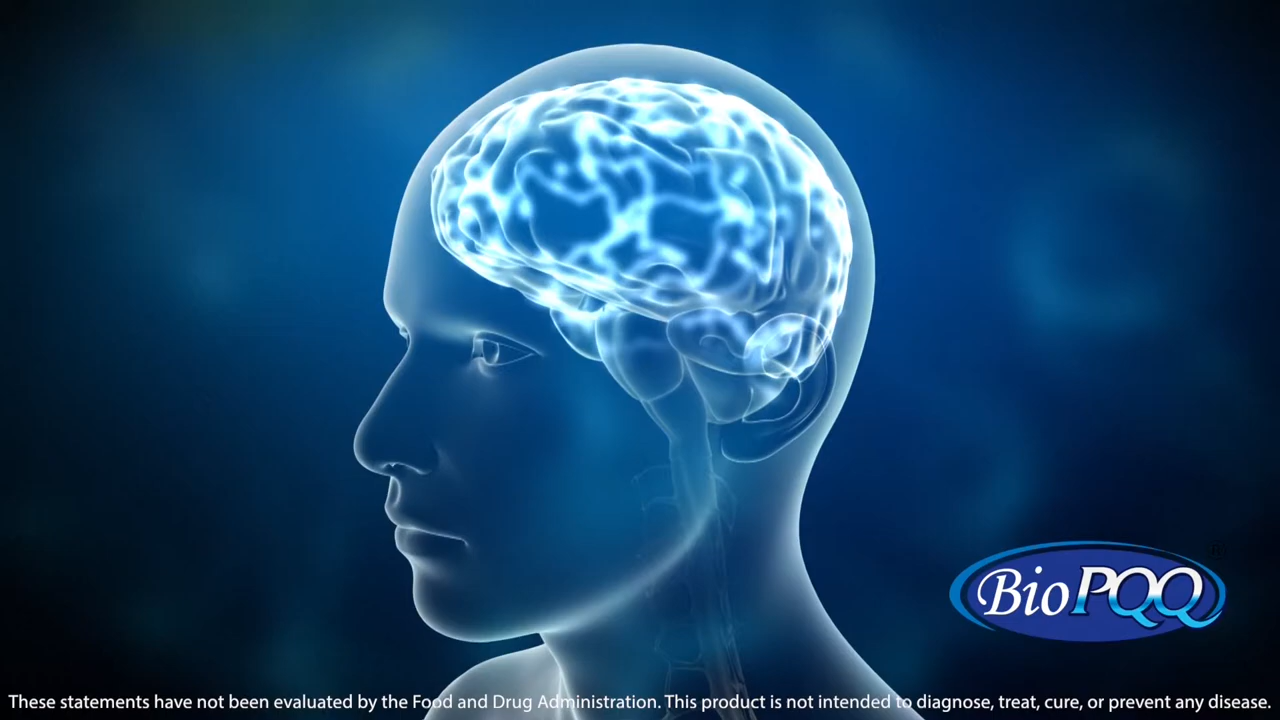 BioPQQ®
These statements have not been evaluated by the Food and Drug Administration. This product is not intended to diagnose, treat, cure, or prevent any disease.